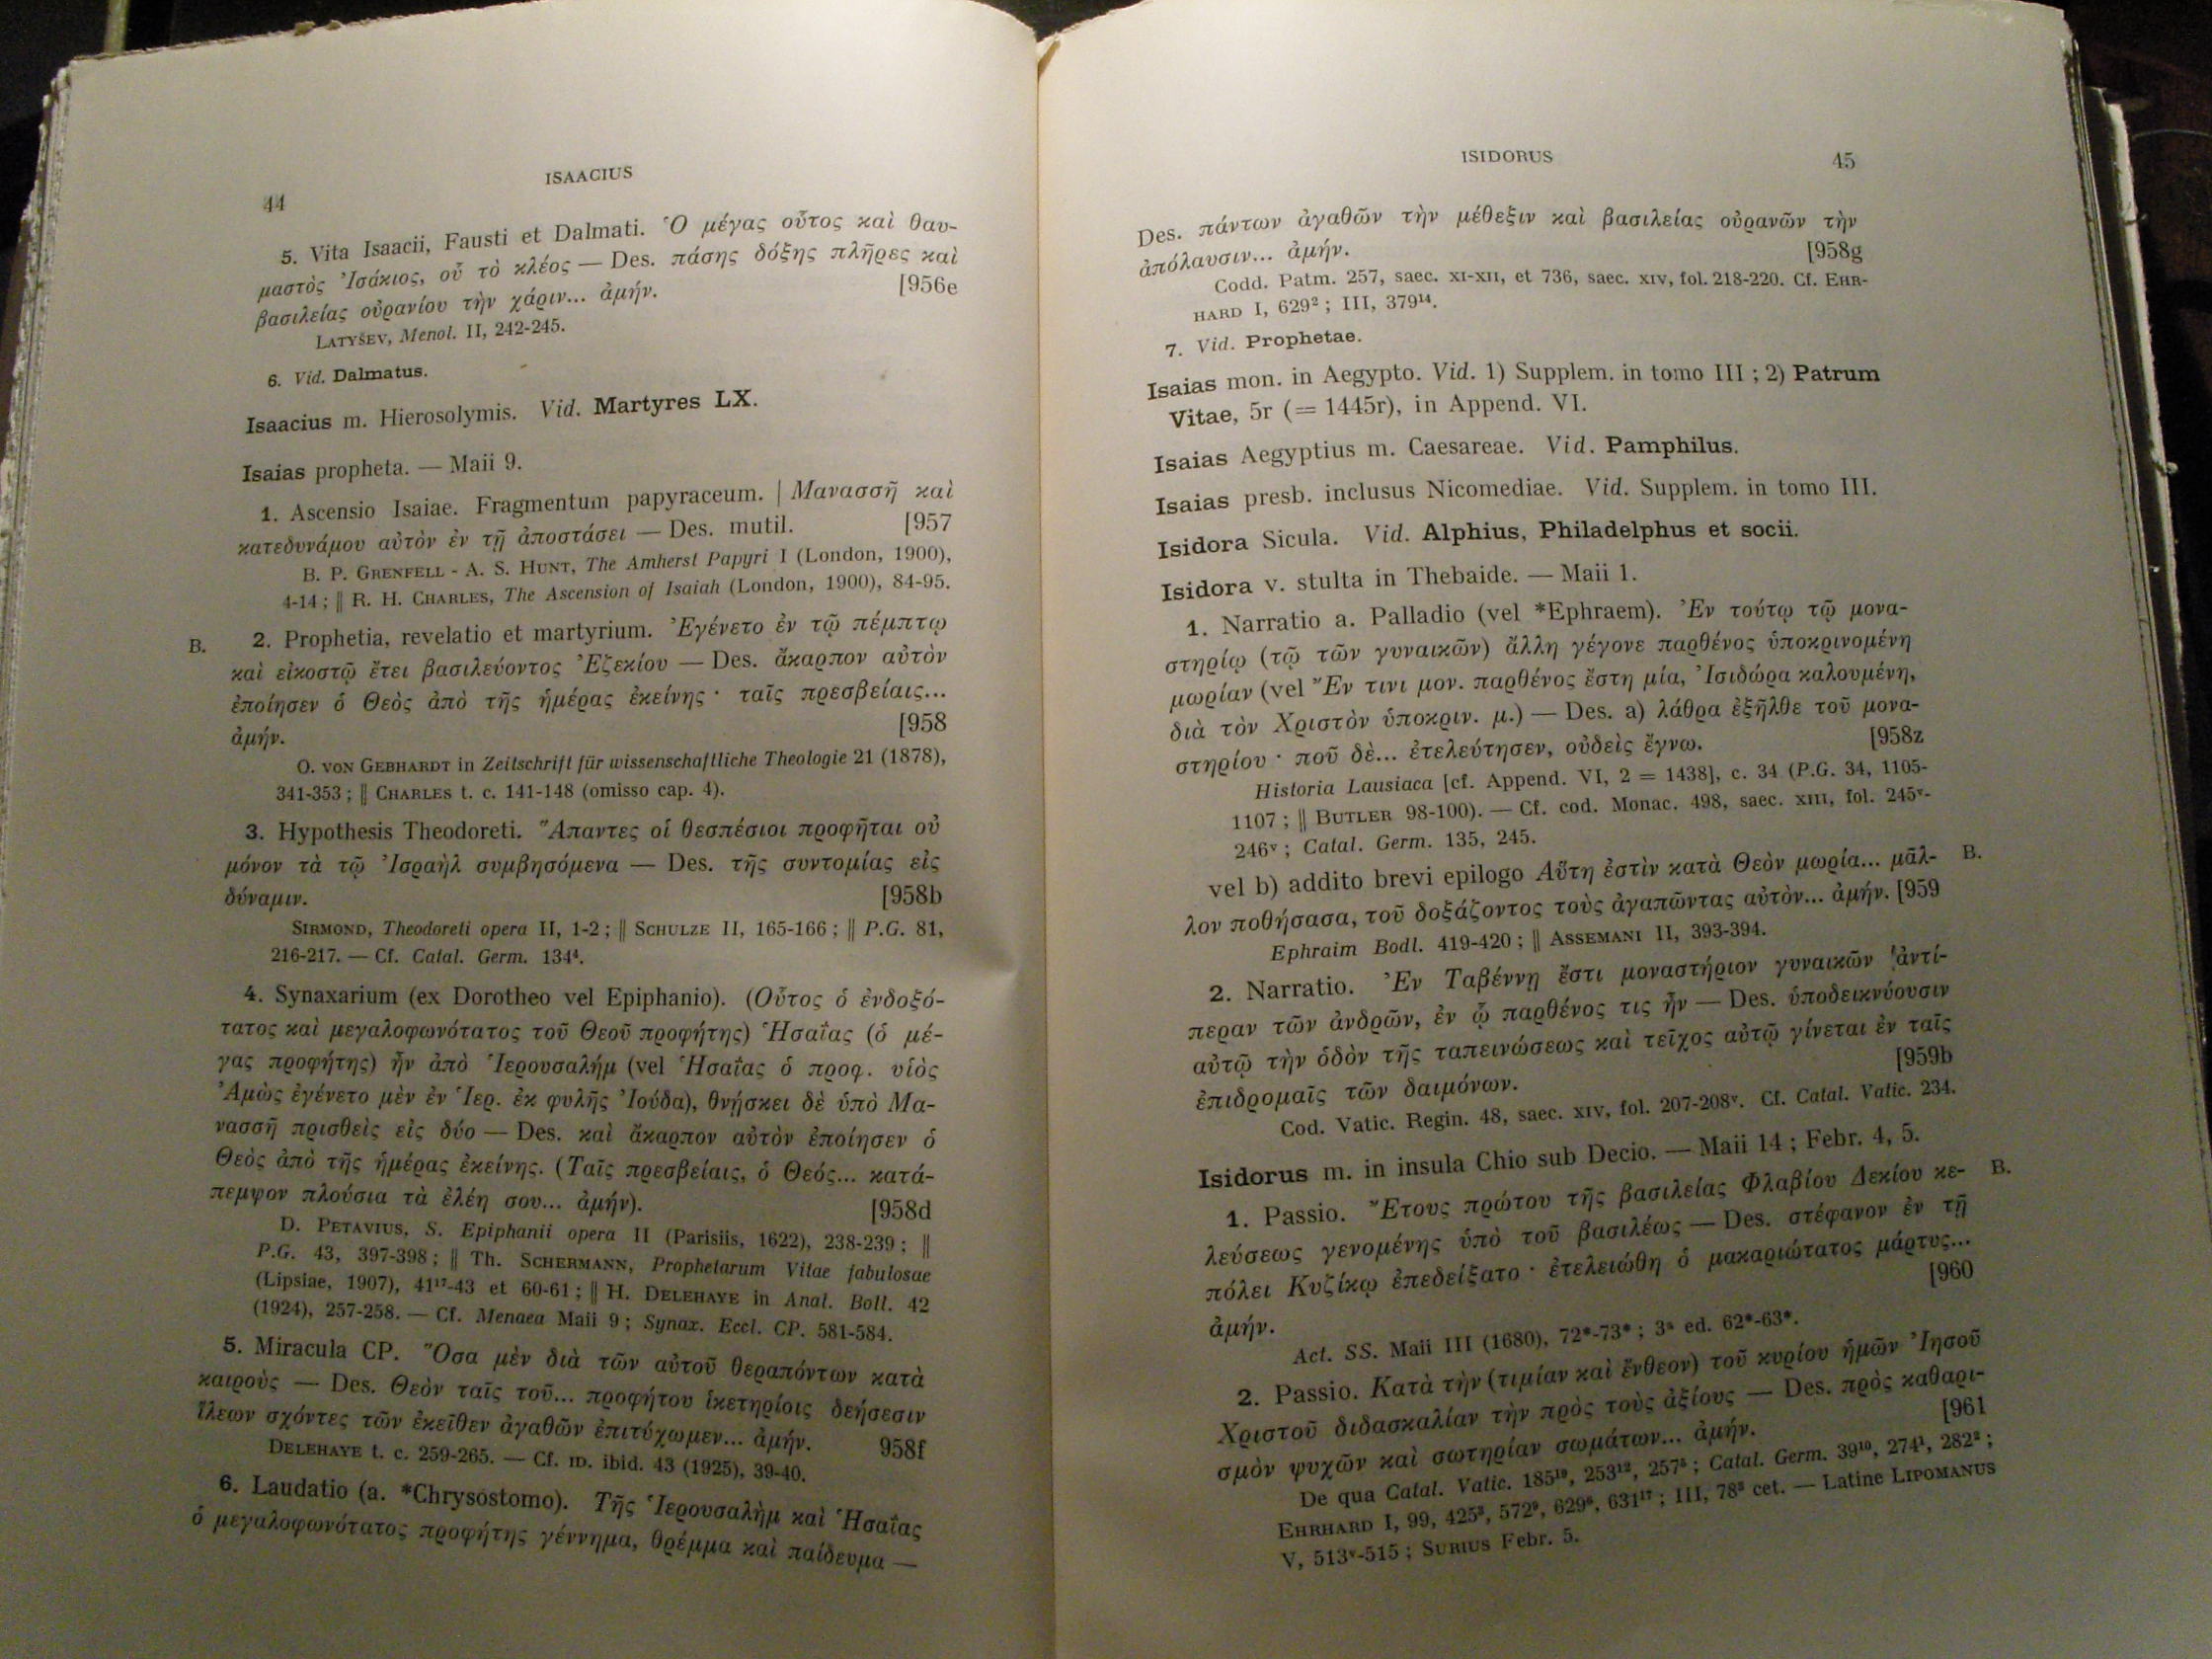 ISAACIUS
44
5. Vita Isaacii, Fausti et Dalmati. Ὁ μέγας οὗτος καὶ θαυ-
μαστὸς Ἰσάκιος, οὗ τὸ κλέος — Des. πάσης δόξης πλῆρες καὶ
βασιλείας οὐρανίου τὴν χάριν... ἀμήν. [956e
LATYŠEV, Menol. II, 242-245.
6. Vid. Dalmatus.
Isaacius m. Hierosolymis. Vid. Martyres LX.
Isaias propheta. — Maii 9.
1. Ascensio Isaiae. Fragmentum papyraceum. | Μανασσῆ καὶ
κατεδυνάμου αὐτὸν ἐν τῇ ἀποστάσει — Des. mutil. [957
B. P. GRENFELL - A. S. HUNT, The Amherst Papyri I (London, 1900),
4-14 ; || R. H. CHARLES, The Ascension of Isaiah (London, 1900), 84-95.
B. 2. Prophetia, revelatio et martyrium. Ἐγένετο ἐν τῷ πέμπτῳ
καὶ εἰκοστῷ ἔτει βασιλεύοντος Ἐζεκίου — Des. ἄκαρπον αὐτὸν
ἐποίησεν ὁ Θεὸς ἀπὸ τῆς ἡμέρας ἐκείνης · ταῖς πρεσβείαις...
ἀμήν. [958
O. VON GEBHARDT in Zeitschrift für wissenschaftliche Theologie 21 (1878),
341-353 ; || CHARLES t. c. 141-148 (omisso cap. 4).
3. Hypothesis Theodoreti. Ἅπαντες οἱ θεσπέσιοι προφῆται οὐ
μόνον τὰ τῷ Ἰσραὴλ συμβησόμενα — Des. τῆς συντομίας εἰς
δύναμιν. [958b
SIRMOND, Theodoreti opera II, 1-2 ; || SCHULZE II, 165-166 ; || P.G. 81,
216-217. — Cf. Catal. Germ. 134⁴.
4. Synaxarium (ex Dorotheo vel Epiphanio). (Οὗτος ὁ ἐνδοξό-
τατος καὶ μεγαλοφωνότατος τοῦ Θεοῦ προφήτης) Ἡσαΐας (ὁ μέ-
γας προφήτης) ἦν ἀπὸ Ἱερουσαλήμ (vel Ἡσαΐας ὁ προφ. υἱὸς
Ἀμὼς ἐγένετο μὲν ἐν Ἱερ. ἐκ φυλῆς Ἰούδα), θνήσκει δὲ ὑπὸ Μα-
νασσῆ πρισθεὶς εἰς δύο — Des. καὶ ἄκαρπον αὐτὸν ἐποίησεν ὁ
Θεὸς ἀπὸ τῆς ἡμέρας ἐκείνης. (Ταῖς πρεσβείαις, ὁ Θεός... κατά-
πεμψον πλούσια τὰ ἐλέη σου... ἀμήν). [958d
D. PETAVIUS, S. Epiphanii opera II (Parisiis, 1622), 238-239 ; ||
P.G. 43, 397-398 ; || Th. SCHERMANN, Prophetarum Vitae fabulosae
(Lipsiae, 1907), 41¹⁷-43 et 60-61 ; || H. DELEHAYE in Anal. Boll. 42
(1924), 257-258. — Cf. Menaea Maii 9 ; Synax. Eccl. CP. 581-584.
5. Miracula CP. Ὅσα μὲν διὰ τῶν αὐτοῦ θεραπόντων κατὰ
καιροὺς — Des. Θεὸν ταῖς τοῦ... προφήτου ἱκετηρίοις δεήσεσιν
ἵλεων σχόντες τῶν ἐκεῖθεν ἀγαθῶν ἐπιτύχωμεν... ἀμήν. 958f
DELEHAYE t. c. 259-265. — Cf. ID. ibid. 43 (1925), 39-40.
6. Laudatio (a. *Chrysostomo). Τῆς Ἱερουσαλὴμ καὶ Ἡσαΐας
ὁ μεγαλοφωνότατος προφήτης γέννημα, θρέμμα καὶ παίδευμα —
ISIDORUS 45
Des. πάντων ἀγαθῶν τὴν μέθεξιν καὶ βασιλείας οὐρανῶν τὴν
ἀπόλαυσιν... ἀμήν. [958g
Codd. Patm. 257, saec. XI-XII, et 736, saec. XIV, fol. 218-220. Cf. EHR-
HARD I, 629² ; III, 379¹⁴.
7. Vid. Prophetae.
Isaias mon. in Aegypto. Vid. 1) Supplem. in tomo III ; 2) Patrum
Vitae, 5r (= 1445r), in Append. VI.
Isaias Aegyptius m. Caesareae. Vid. Pamphilus.
Isaias presb. inclusus Nicomediae. Vid. Supplem. in tomo III.
Isidora Sicula. Vid. Alphius, Philadelphus et socii.
Isidora v. stulta in Thebaide. — Maii 1.
1. Narratio a. Palladio (vel *Ephraem). Ἐν τούτῳ τῷ μονα-
στηρίῳ (τῷ τῶν γυναικῶν) ἄλλη γέγονε παρθένος ὑποκρινομένη
μωρίαν (vel Ἔν τινι μον. παρθένος ἔστη μία, Ἰσιδώρα καλουμένη,
διὰ τὸν Χριστὸν ὑποκριν. μ.) — Des. a) λάθρα ἐξῆλθε τοῦ μονα-
στηρίου · ποῦ δὲ... ἐτελεύτησεν, οὐδεὶς ἔγνω. [958z
Historia Lausiaca [cf. Append. VI, 2 = 1438], c. 34 (P.G. 34, 1105-
1107 ; || BUTLER 98-100). — Cf. cod. Monac. 498, saec. XIII, fol. 245ᵛ-
246ᵛ ; Catal. Germ. 135, 245.
vel b) addito brevi epilogo Αὕτη ἐστὶν κατὰ Θεὸν μωρία... μᾶλ- B.
λον ποθήσασα, τοῦ δοξάζοντος τοὺς ἀγαπῶντας αὐτὸν... ἀμήν. [959
Ephraim Bodl. 419-420 ; || ASSEMANI II, 393-394.
2. Narratio. Ἐν Ταβέννῃ ἔστι μοναστήριον γυναικῶν ἀντί-
περαν τῶν ἀνδρῶν, ἐν ᾧ παρθένος τις ἦν — Des. ὑποδεικνύουσιν
αὐτῷ τὴν ὁδὸν τῆς ταπεινώσεως καὶ τεῖχος αὐτῷ γίνεται ἐν ταῖς
ἐπιδρομαῖς τῶν δαιμόνων. [959b
Cod. Vatic. Regin. 48, saec. XIV, fol. 207-208ᵛ. Cf. Catal. Vatic. 234.
Isidorus m. in insula Chio sub Decio. — Maii 14 ; Febr. 4, 5.
1. Passio. Ἔτους πρώτου τῆς βασιλείας Φλαβίου Δεκίου κε- B.
λεύσεως γενομένης ὑπὸ τοῦ βασιλέως — Des. στέφανον ἐν τῇ
πόλει Κυζίκῳ ἐπεδείξατο · ἐτελειώθη ὁ μακαριώτατος μάρτυς...
ἀμήν. [960
Act. SS. Maii III (1680), 72*-73* ; 3ᵃ ed. 62*-63*.
2. Passio. Κατὰ τὴν (τιμίαν καὶ ἔνθεον) τοῦ κυρίου ἡμῶν Ἰησοῦ
Χριστοῦ διδασκαλίαν τὴν πρὸς τοὺς ἀξίους — Des. πρὸς καθαρι-
σμὸν ψυχῶν καὶ σωτηρίαν σωμάτων... ἀμήν. [961
De qua Catal. Vatic. 185¹⁹, 253¹², 257⁵ ; Catal. Germ. 39¹⁰, 274¹, 282² ;
EHRHARD I, 99, 425³, 572⁹, 629⁸, 631¹⁷ ; III, 78⁵ cet. — Latine LIPOMANUS
V, 513ᵛ-515 ; SURIUS Febr. 5.